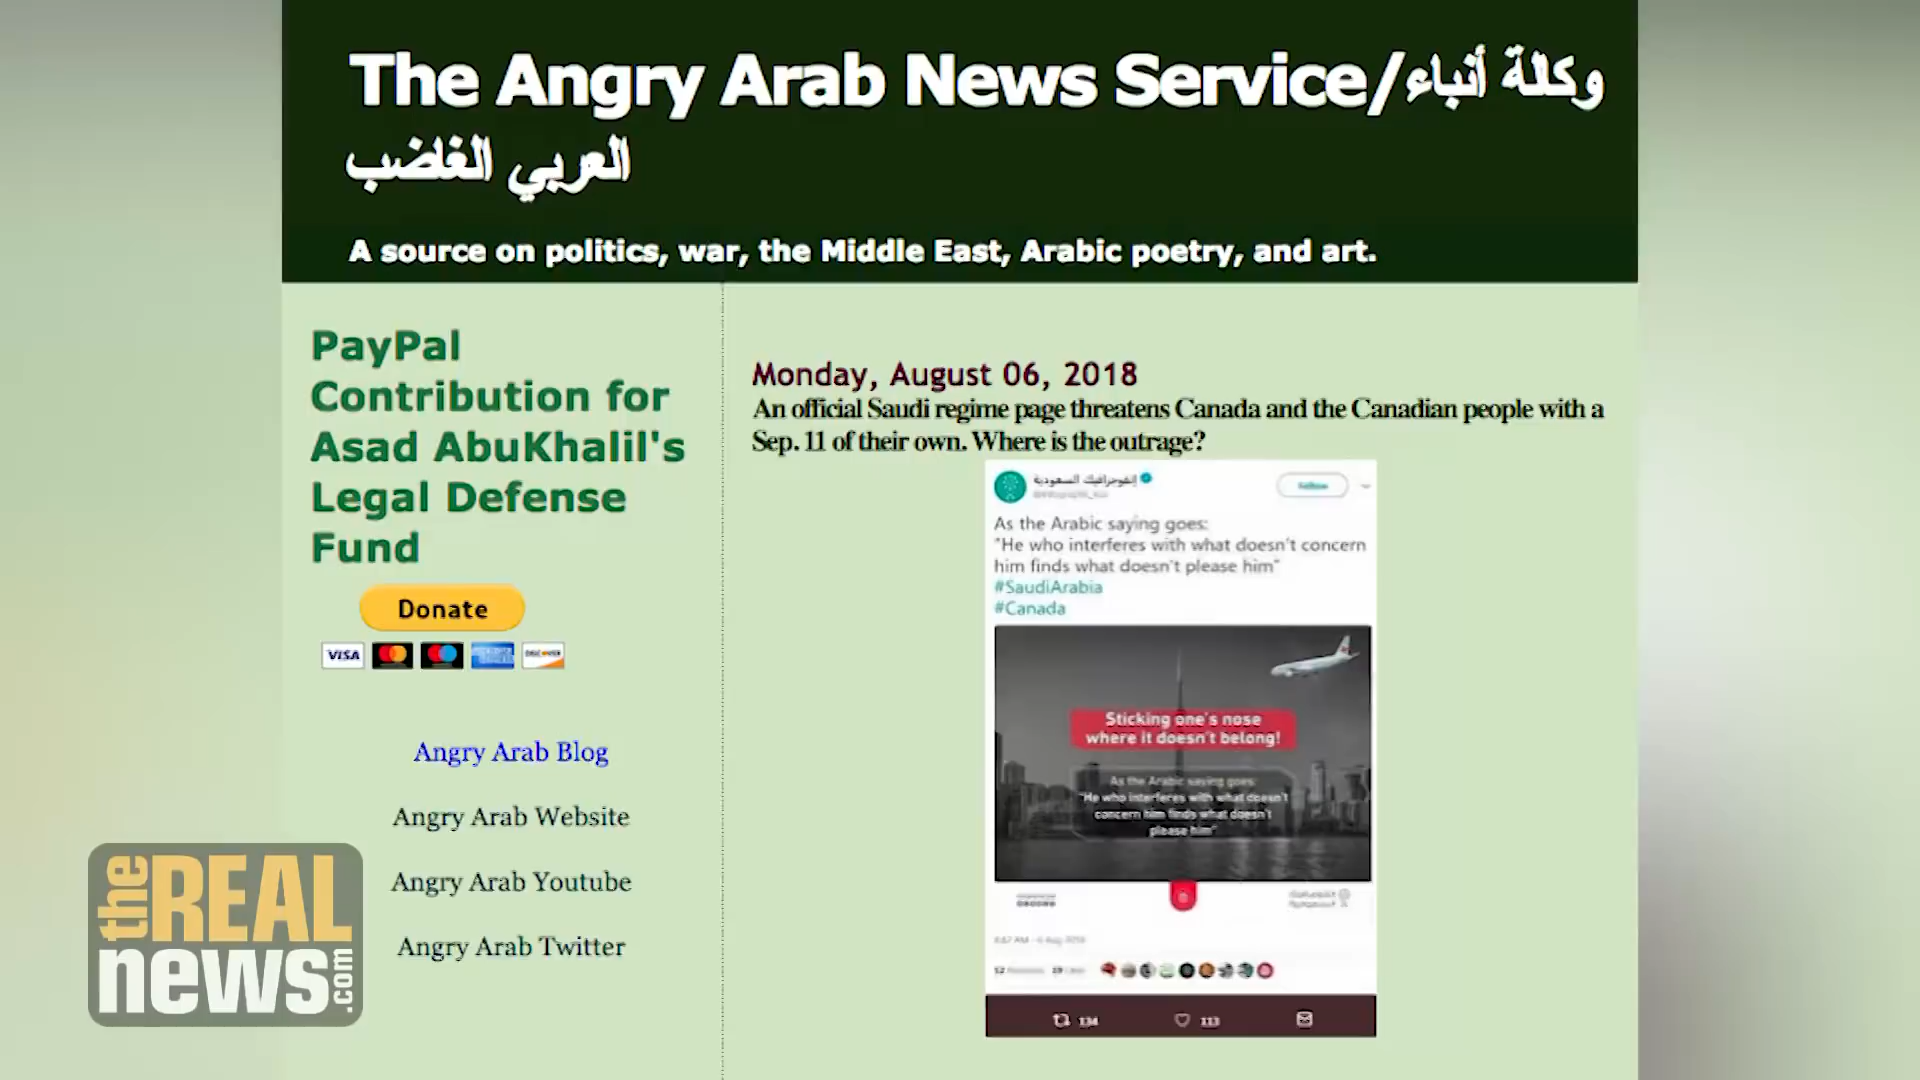 The Angry Arab News Service/وكالة أنباء
العربي الغاضب
A source on politics, war, the Middle East, Arabic poetry, and art.
PayPal
Contribution for
Asad AbuKhalil's
Legal Defense
Fund
Donate
VISA
Angry Arab Blog
Angry Arab Website
Angry Arab Youtube
Angry Arab Twitter
Monday, August 06, 2018
An official Saudi regime page threatens Canada and the Canadian people with a
Sep. 11 of their own. Where is the outrage?
إنفوجرافيك السعودية
Follow
As the Arabic saying goes:
"He who interferes with what doesn't concern
him finds what doesn't please him"
#SaudiArabia
#Canada
Sticking one's nose
where it doesn't belong!
As the Arabic saying goes:
"He who interferes with what doesn't
concern him finds what doesn't
please him"
134
113
the REAL
news.com